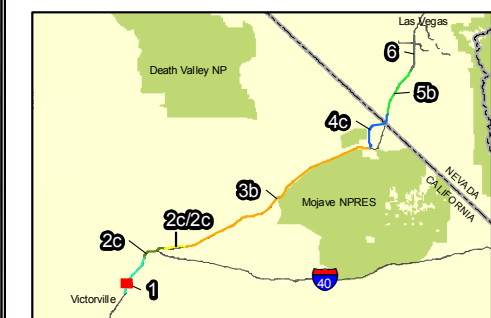 Las Vegas
6
Death Valley NP
5b
4c
NEVADA
CALIFORNIA
3b
Mojave NPRES
2c/2c
2c
40
1
Victorville